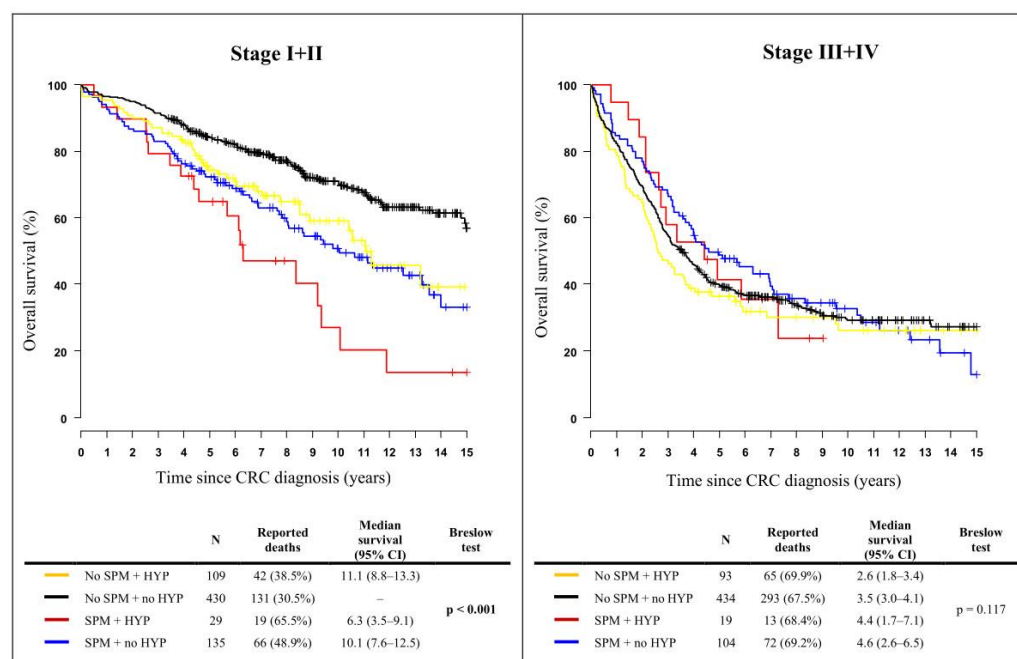 Stage I+II
Overall survival (%)
100
80
60
40
20
0
0 1 2 3 4 5 6 7 8 9 10 11 12 13 14 15
Time since CRC diagnosis (years)
N Reported deaths Median survival (95% CI) Breslow test
No SPM + HYP 109 42 (38.5%) 11.1 (8.8–13.3)
No SPM + no HYP 430 131 (30.5%) –
SPM + HYP 29 19 (65.5%) 6.3 (3.5–9.1)
SPM + no HYP 135 66 (48.9%) 10.1 (7.6–12.5)
p < 0.001
Stage III+IV
Overall survival (%)
100
80
60
40
20
0
0 1 2 3 4 5 6 7 8 9 10 11 12 13 14 15
Time since CRC diagnosis (years)
N Reported deaths Median survival (95% CI) Breslow test
No SPM + HYP 93 65 (69.9%) 2.6 (1.8–3.4)
No SPM + no HYP 434 293 (67.5%) 3.5 (3.0–4.1)
SPM + HYP 19 13 (68.4%) 4.4 (1.7–7.1)
SPM + no HYP 104 72 (69.2%) 4.6 (2.6–6.5)
p = 0.117